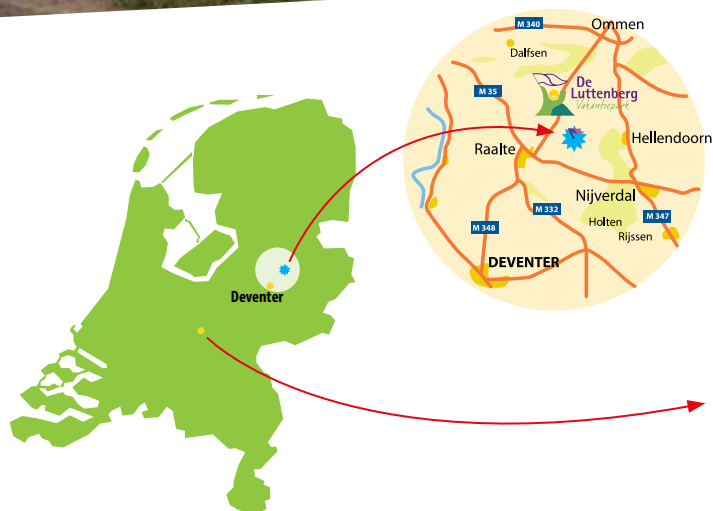 M 340
Ommen
Dalfsen
De
Luttenberg
Vakantiepark
M 35
Hellendoorn
Raalte
Nijverdal
M 332
M 347
Holten
M 348
Rijssen
DEVENTER
Deventer